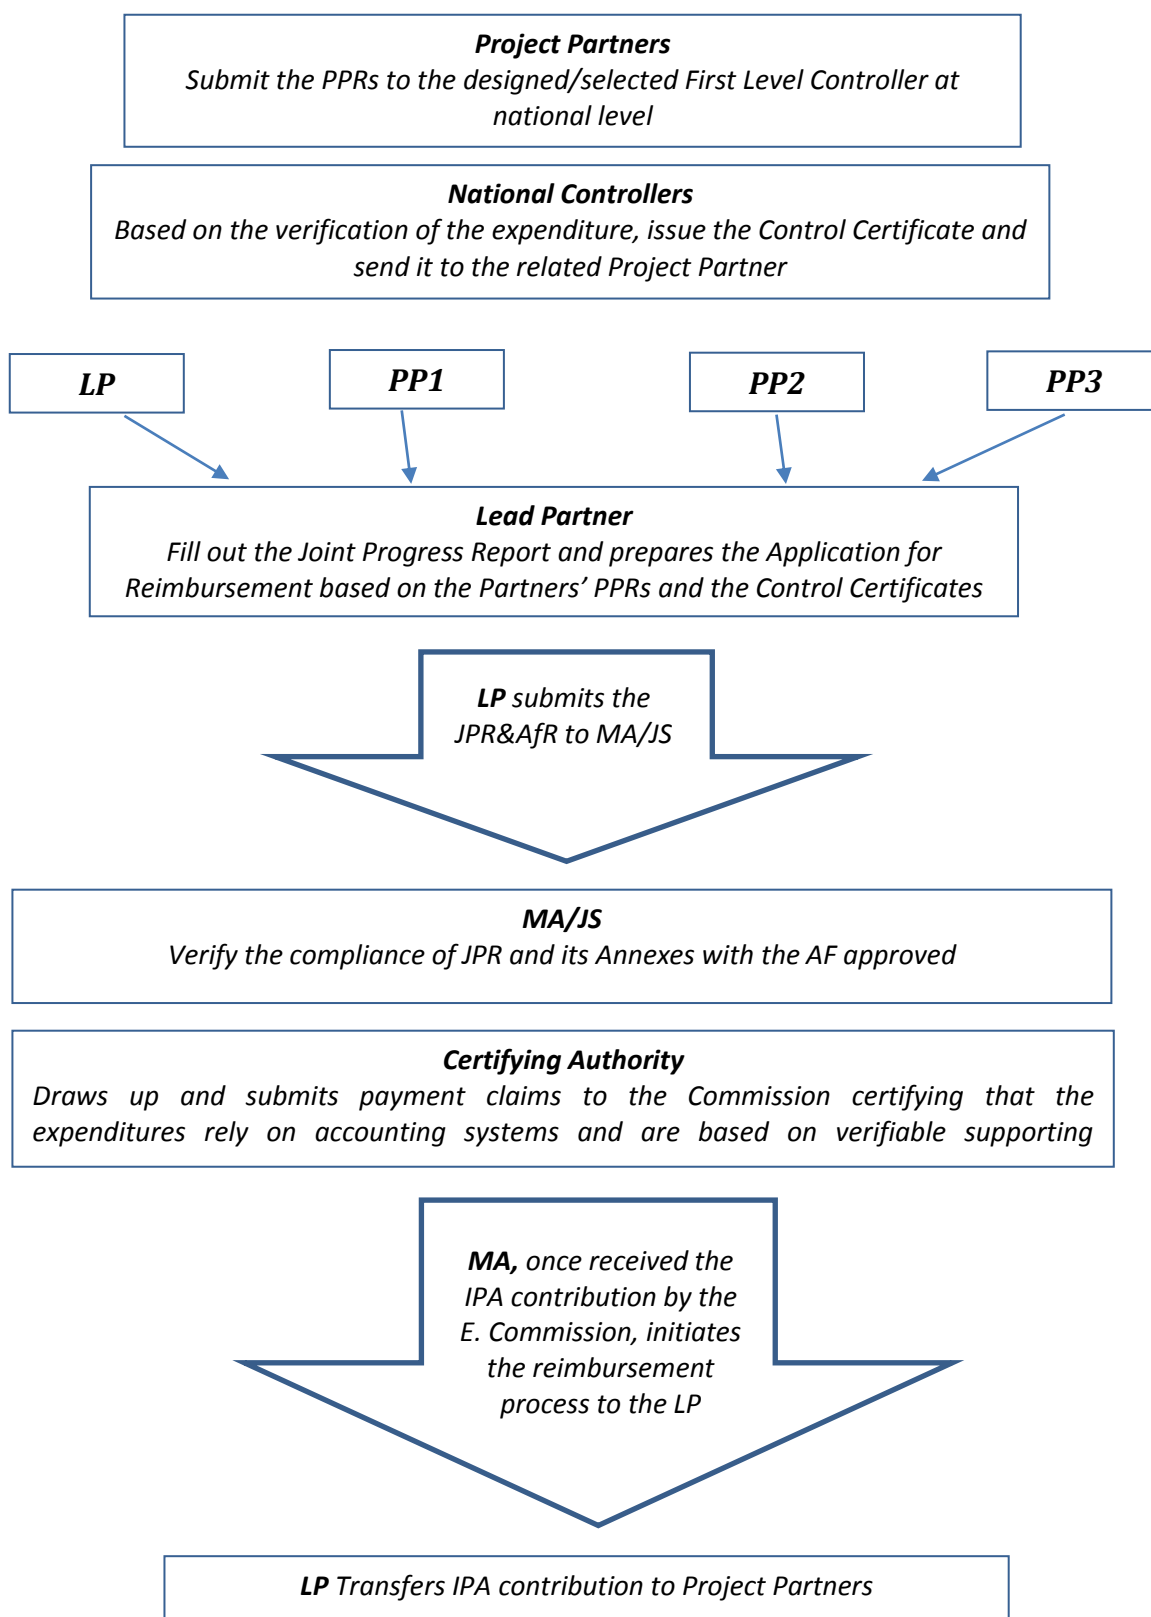 Project Partners
Submit the PPRs to the designed/selected First Level Controller at
national level
National Controllers
Based on the verification of the expenditure, issue the Control Certificate and
send it to the related Project Partner
LP
PP1
PP2
PP3
Lead Partner
Fill out the Joint Progress Report and prepares the Application for
Reimbursement based on the Partners’ PPRs and the Control Certificates
LP submits the
JPR&AfR to MA/JS
MA/JS
Verify the compliance of JPR and its Annexes with the AF approved
Certifying Authority
Draws up and submits payment claims to the Commission certifying that the
expenditures rely on accounting systems and are based on verifiable supporting
MA, once received the
IPA contribution by the
E. Commission, initiates
the reimbursement
process to the LP
LP Transfers IPA contribution to Project Partners